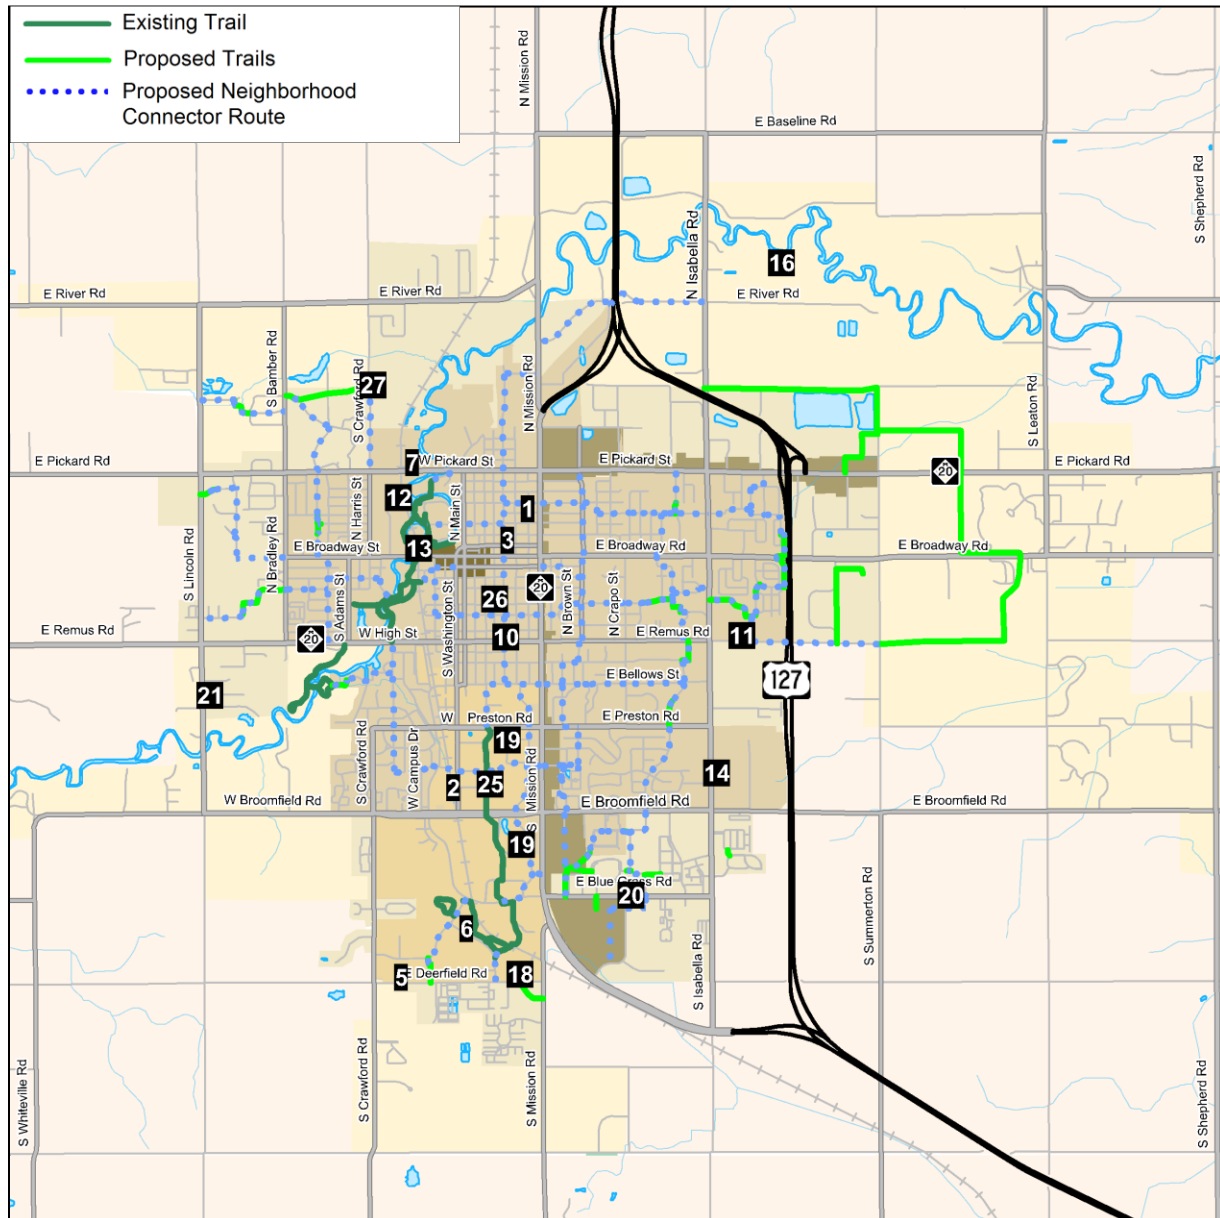 Existing Trail
Proposed Trails
Proposed Neighborhood
Connector Route
N Mission Rd
E Baseline Rd
S Shepherd Rd
N Isabella Rd
16
E River Rd
E River Rd
E River Rd
S Bamber Rd
S Crawford Rd
27
N Mission Rd
S Leaton Rd
E Pickard Rd
7
W Pickard St
E Pickard St
20
E Pickard Rd
12
N Harris St
N Main St
1
S Lincoln Rd
N Bradley Rd
E Broadway St
13
3
E Broadway Rd
E Broadway Rd
S Adams St
20
N Brown St
N Crapo St
26
E Remus Rd
20
W High St
S Washington St
10
E Remus Rd
11
21
E Bellows St
127
W Preston Rd
E Preston Rd
S Crawford Rd
W Campus Dr
19
S Mission Rd
2
25
14
W Broomfield Rd
E Broomfield Rd
E Broomfield Rd
19
E Blue Grass Rd
20
6
S Summerton Rd
S Isabella Rd
5
E Deerfield Rd
18
S Whiteville Rd
S Crawford Rd
S Mission Rd
S Shepherd Rd